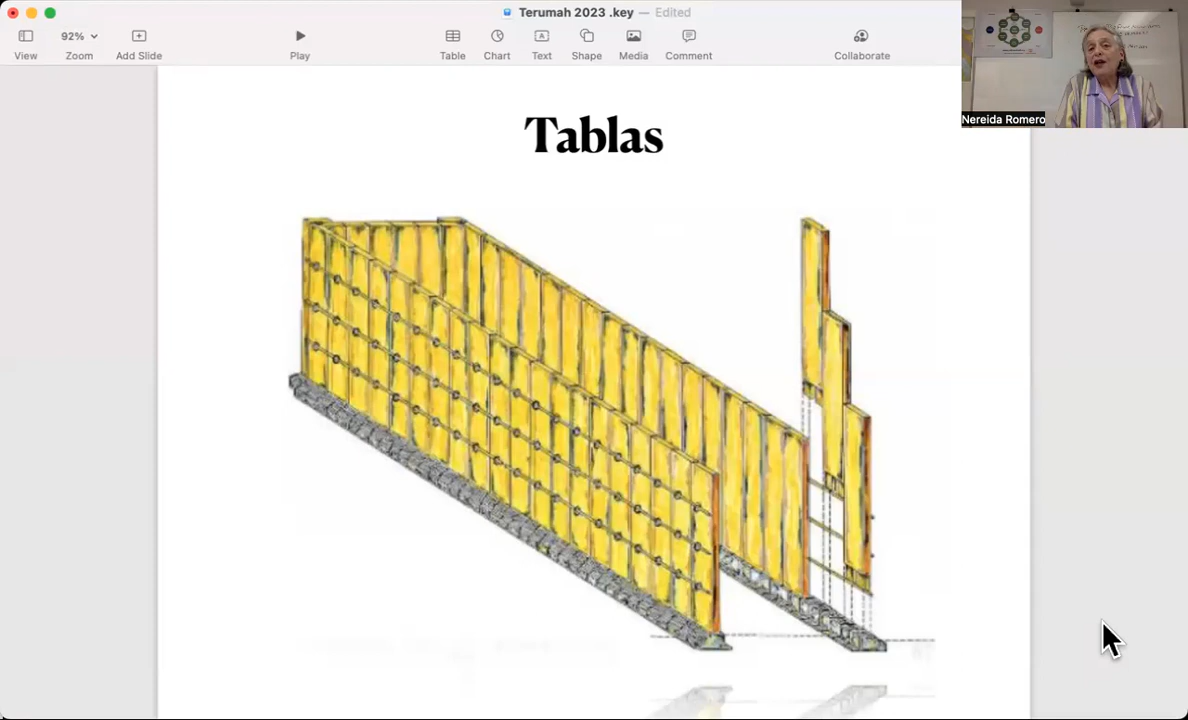 Terumah 2023 .key — Edited
92%
View
Zoom
Add Slide
Play
Table
Chart
Text
Shape
Media
Comment
Collaborate
Nereida Romero
Tablas